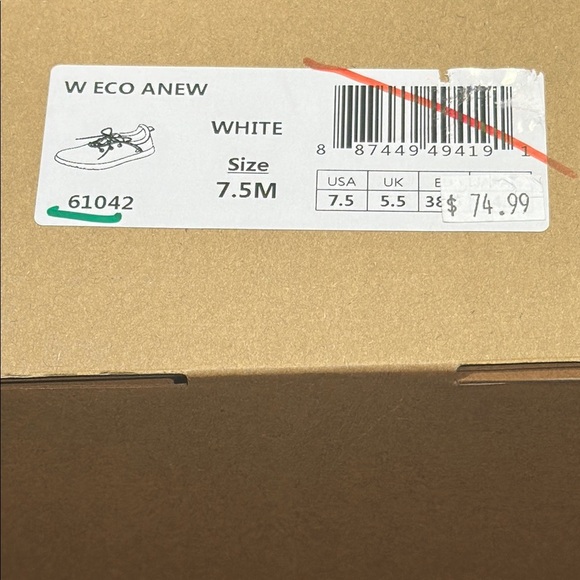 W ECO ANEW
WHITE
Size
7.5M
61042
8 87449 49419 1
USA UK E
7.5 5.5 38
$ 74.99